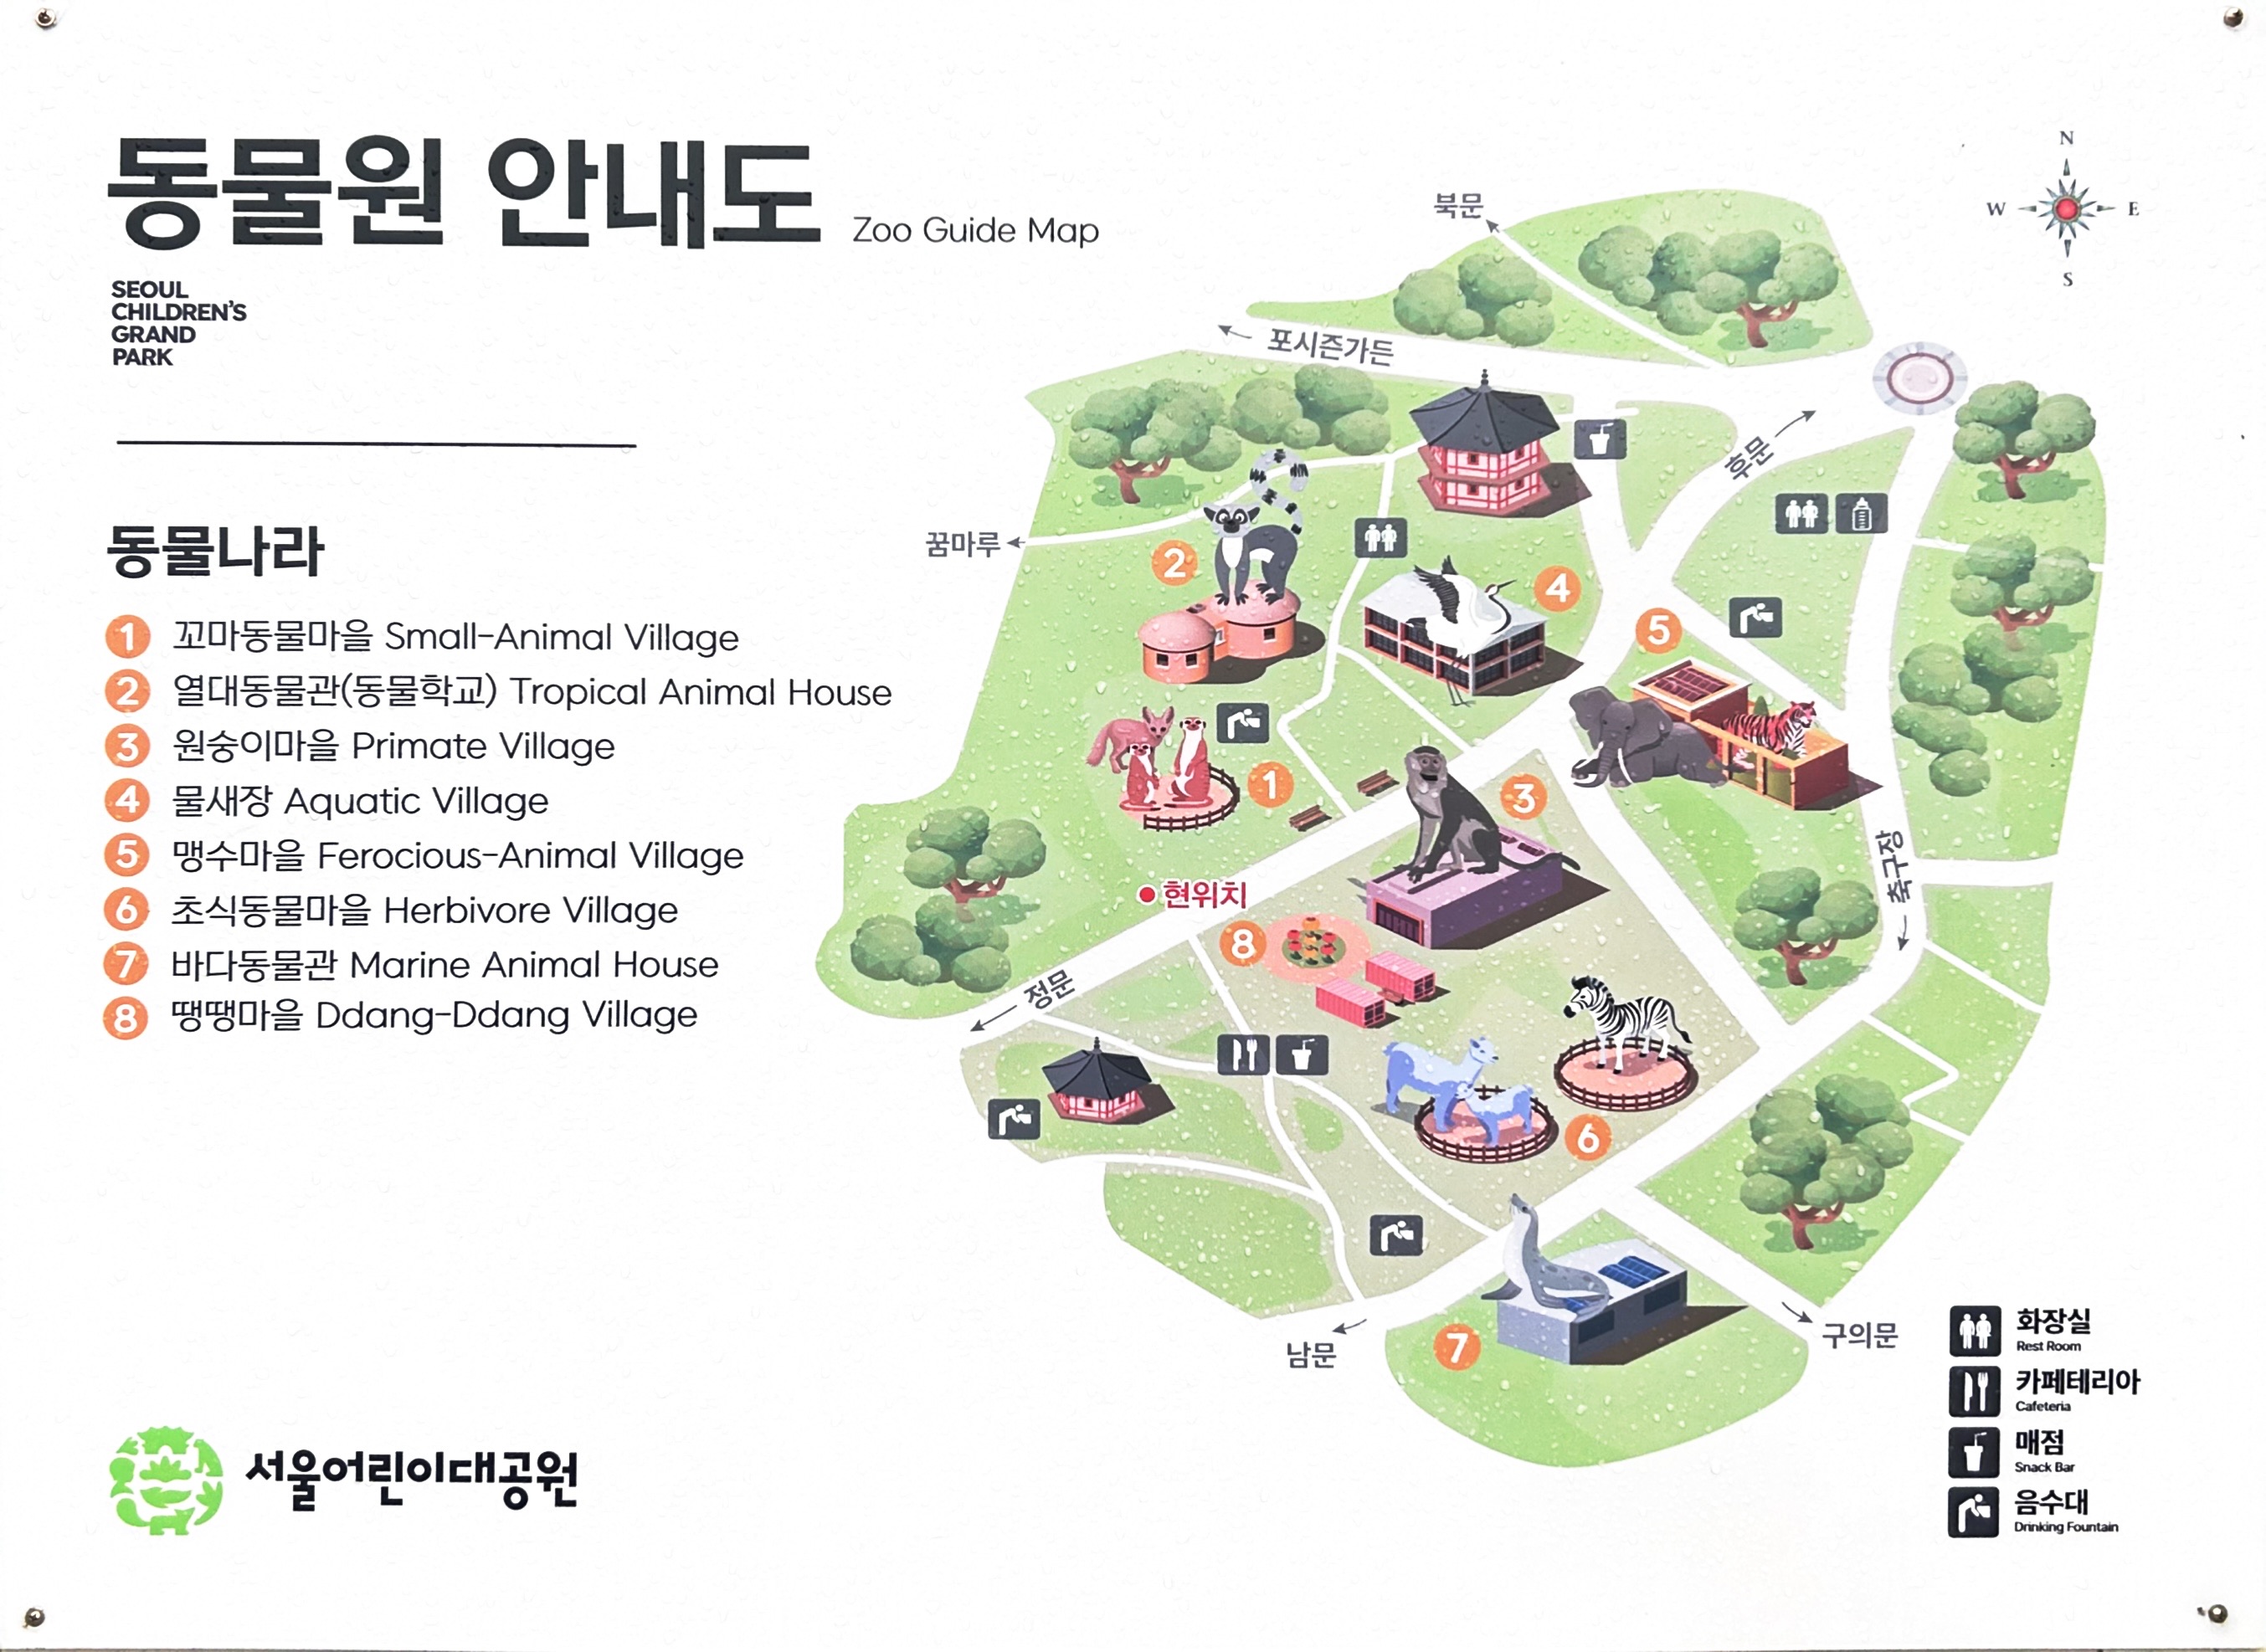 동물원 안내도 Zoo Guide Map
SEOUL
CHILDREN'S
GRAND
PARK
동물나라
1 꼬마동물마을 Small-Animal Village
2 열대동물관(동물학교) Tropical Animal House
3 원숭이마을 Primate Village
4 물새장 Aquatic Village
5 맹수마을 Ferocious-Animal Village
6 초식동물마을 Herbivore Village
7 바다동물관 Marine Animal House
8 땡땡마을 Ddang-Ddang Village
서울어린이대공원
N
W E
S
북문
포시즌가든
후문
꿈마루
2
4
5
1
3
현위치
8
축구장
정문
6
남문
7
구의문
화장실
Rest Room
카페테리아
Cafeteria
매점
Snack Bar
음수대
Drinking Fountain